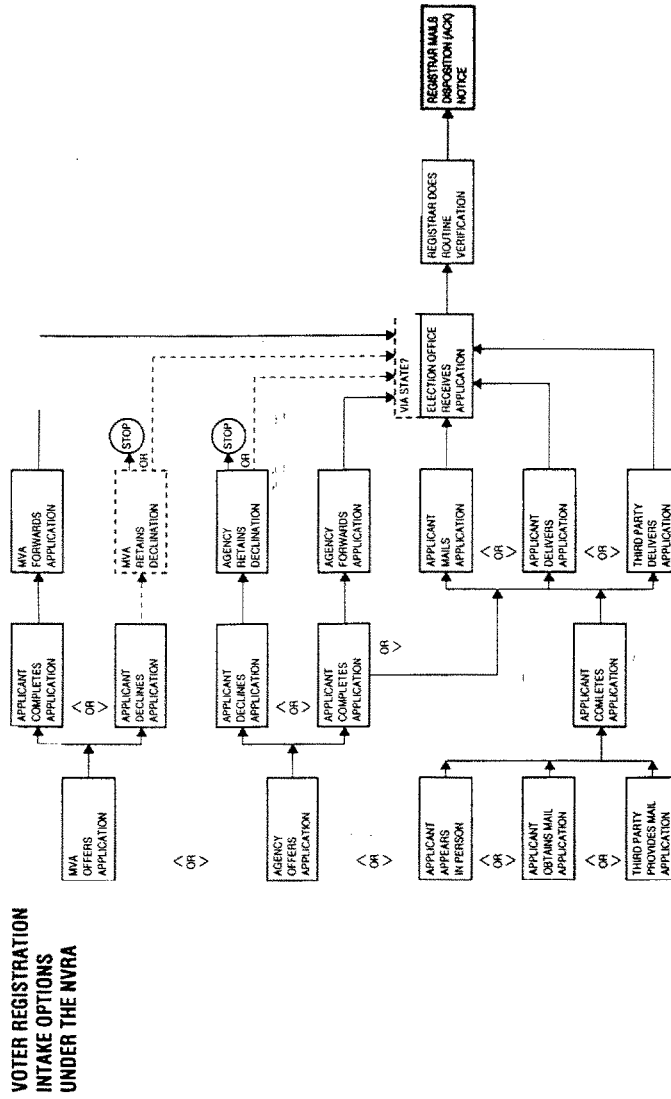 VOTER REGISTRATION
INTAKE OPTIONS
UNDER THE NVRA
MVA
OFFERS
APPLICATION
< OR >
AGENCY
OFFERS
APPLICATION
< OR >
APPLICANT
APPEARS
IN PERSON
< OR >
APPLICANT
OBTAINS MAIL
APPLICATION
< OR >
THIRD PARTY
PROVIDES MAIL
APPLICATION
APPLICANT
COMPLETES
APPLICATION
< OR >
APPLICANT
DECLINES
APPLICATION
APPLICANT
DECLINES
APPLICATION
< OR >
APPLICANT
COMPLETES
APPLICATION
OR >
APPLICANT
COMLETES
APPLICATION
MVA
FORWARDS
APPLICATION
MVA
RETAINS
DECLINATION
OR
STOP
AGENCY
RETAINS
DECLINATION
OR
STOP
AGENCY
FORWARDS
APPLICATION
APPLICANT
MAILS
APPLICATION
< OR >
APPLICANT
DELIVERS
APPLICATION
< OR >
THIRD PARTY
DELIVERS
APPLICATION
VIA STATE?
ELECTION OFFICE
RECEIVES
APPLICATION
REGISTRAR DOES
ROUTINE
VERIFICATION
REGISTRAR MAILS
DISPOSITION (ACK)
NOTICE